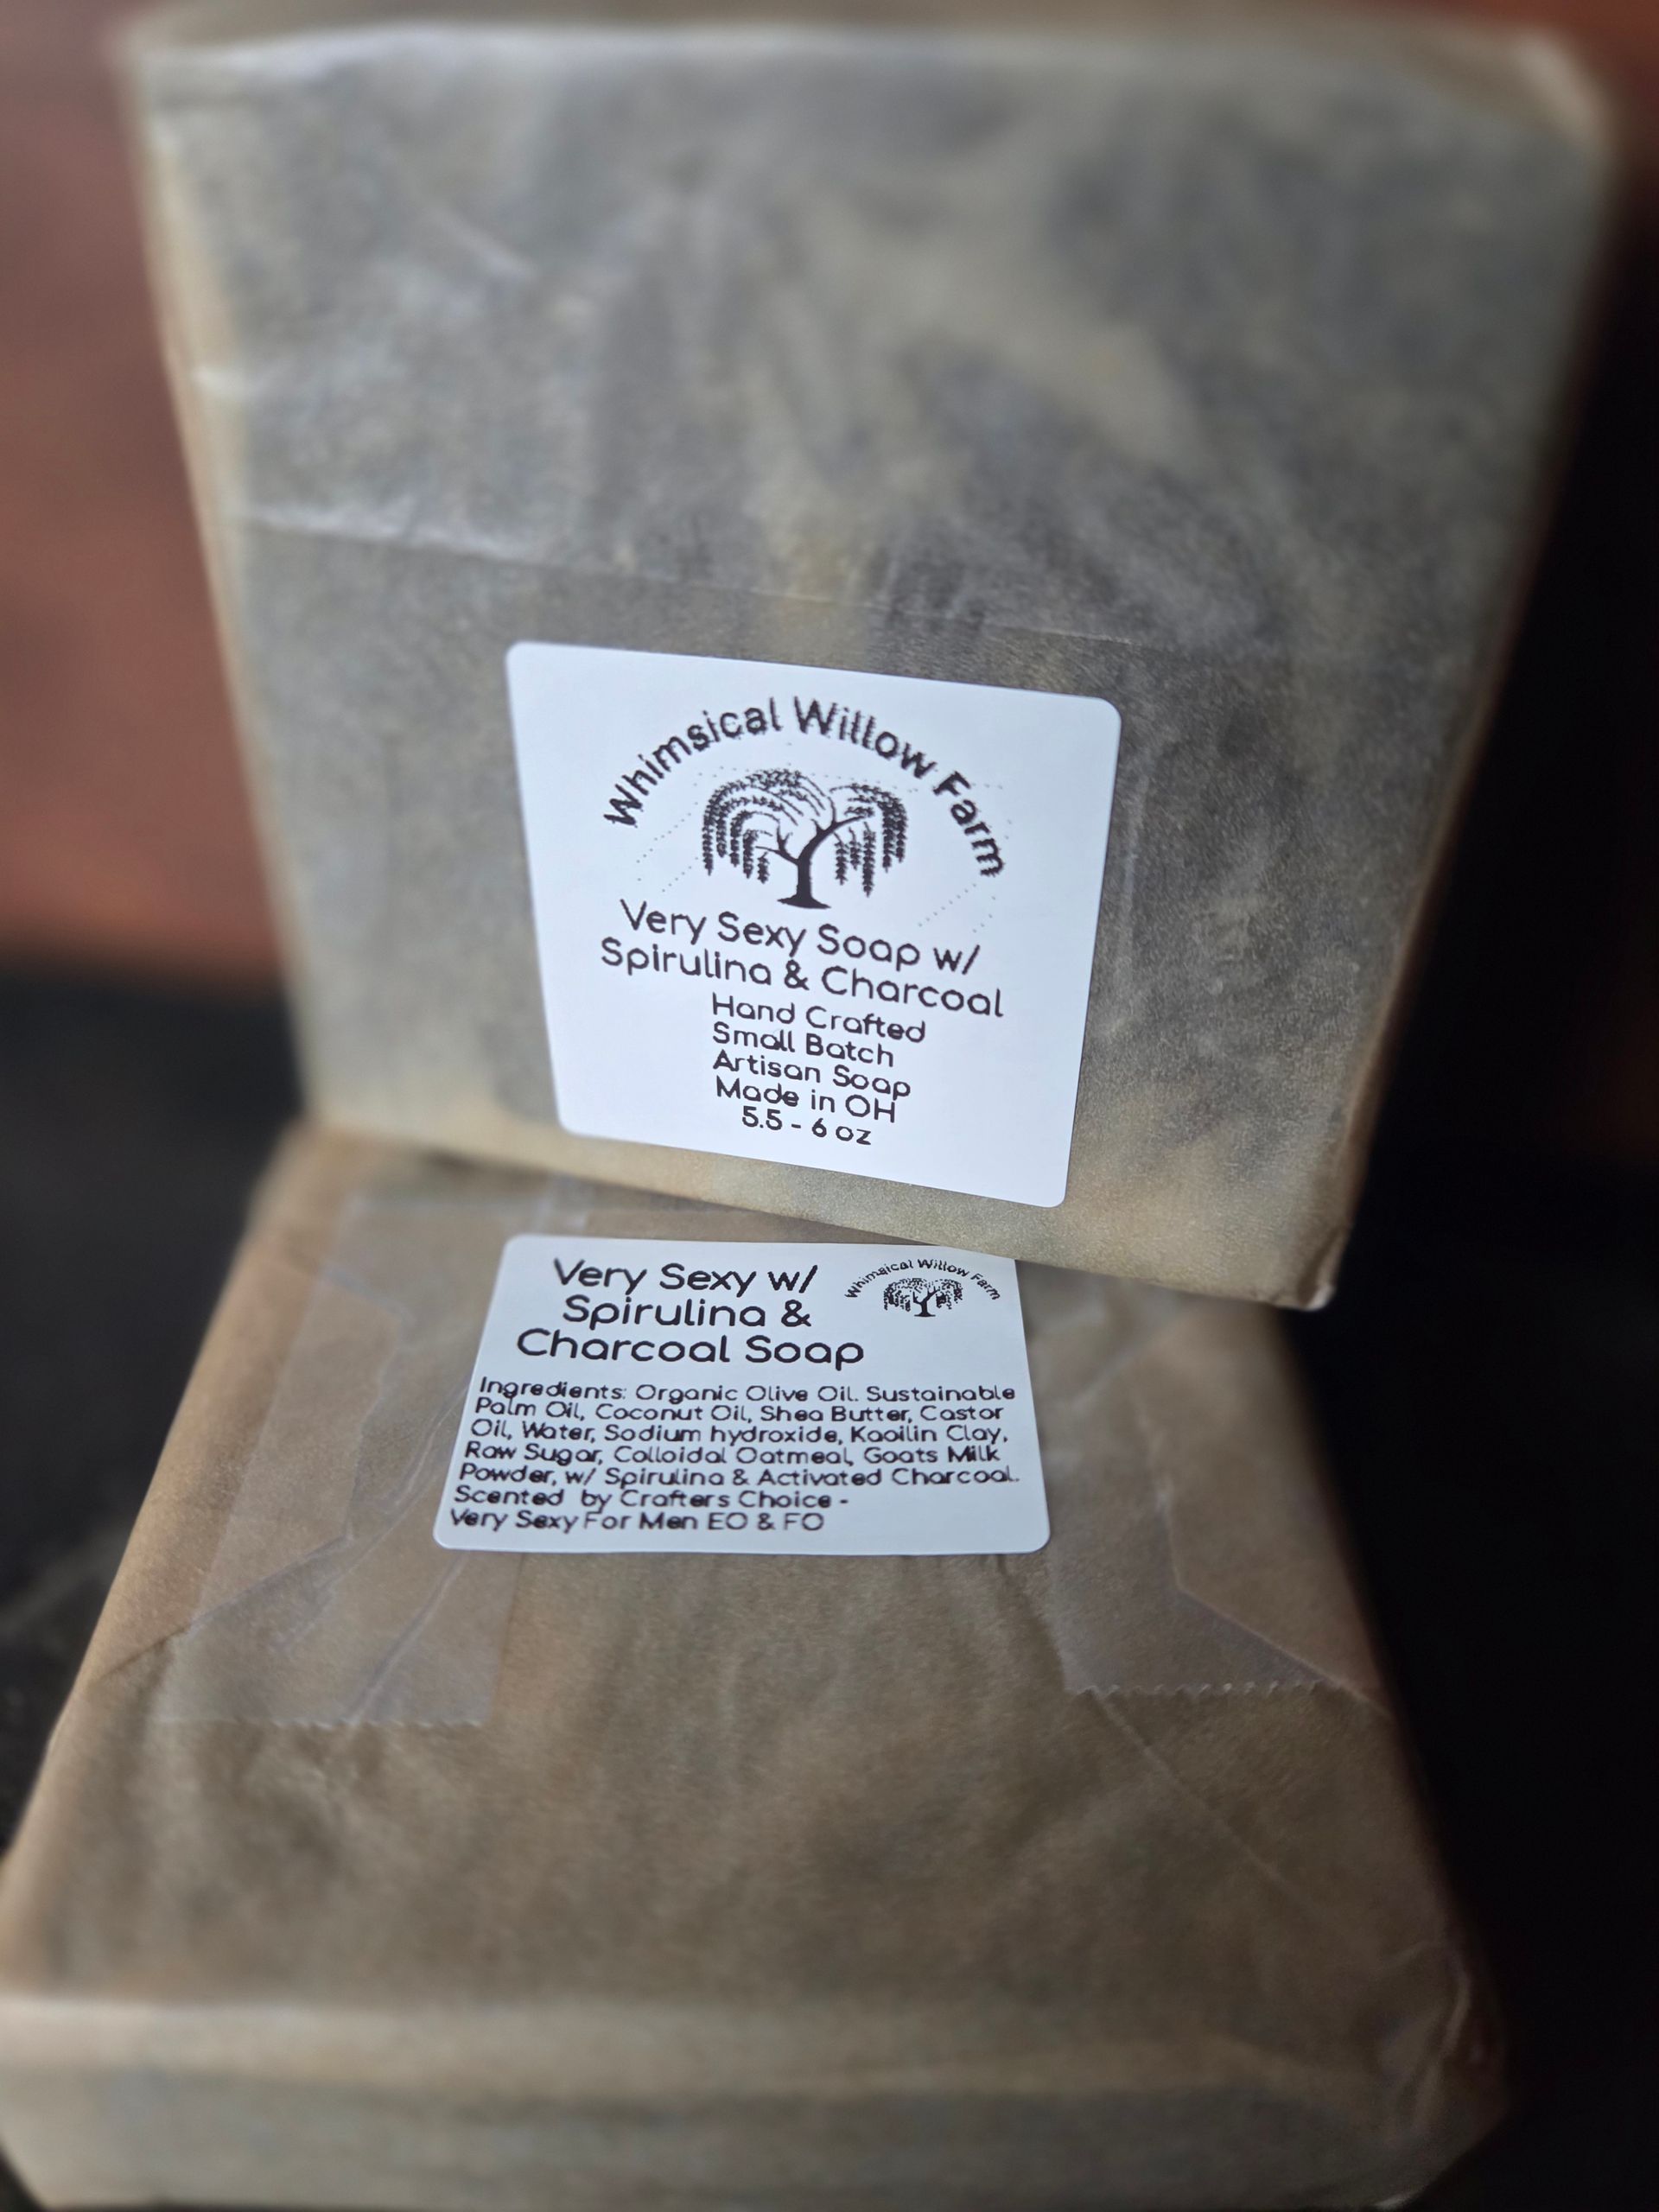 Whimsical Willow Farm
Very Sexy Soap w/
Spirulina & Charcoal
Hand Crafted
Small Batch
Artisan Soap
Made in OH
5.5 - 6 oz
Very Sexy w/
Spirulina &
Charcoal Soap
Whimsical Willow Farm
Ingredients: Organic Olive Oil. Sustainable
Palm Oil, Coconut Oil, Shea Butter, Castor
Oil, Water, Sodium hydroxide, Kaoilin Clay,
Raw Sugar, Colloidal Oatmeal, Goats Milk
Powder, w/ Spirulina & Activated Charcoal.
Scented by Crafters Choice -
Very Sexy For Men EO & FO